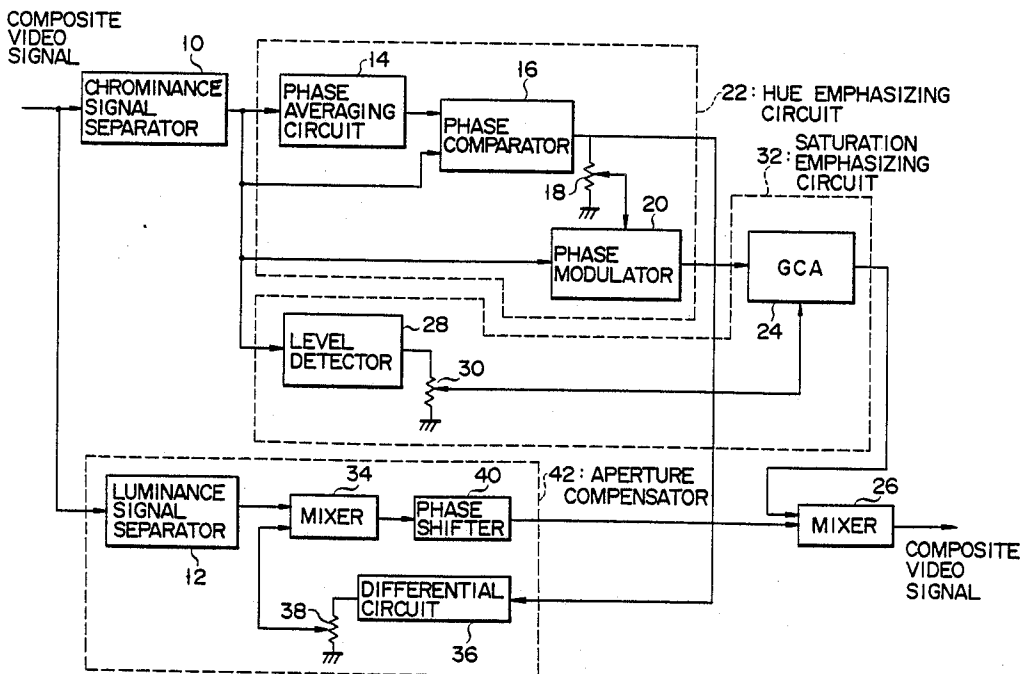 COMPOSITE
VIDEO
SIGNAL
10
CHROMINANCE
SIGNAL
SEPARATOR
14
PHASE
AVERAGING
CIRCUIT
16
PHASE
COMPARATOR
22: HUE EMPHASIZING
CIRCUIT
32: SATURATION
EMPHASIZING
CIRCUIT
18
20
PHASE
MODULATOR
GCA
24
28
LEVEL
DETECTOR
30
42: APERTURE
COMPENSATOR
LUMINANCE
SIGNAL
SEPARATOR
12
34
MIXER
40
PHASE
SHIFTER
26
MIXER
COMPOSITE
VIDEO
SIGNAL
DIFFERENTIAL
CIRCUIT
36
38